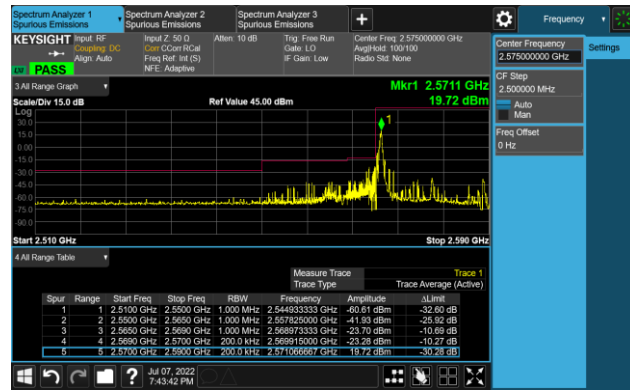 Spectrum Analyzer 1
Spurious Emissions
Spectrum Analyzer 2
Spurious Emissions
Spectrum Analyzer 3
Spurious Emissions
Frequency
KEYSIGHT
Input: RF
Coupling: DC
Align: Auto
Input Z: 50 Ω
Corr CCorr RCal
Freq Ref: Int (S)
NFE: Adaptive
Atten: 10 dB
Trig: Free Run
Gate: LO
IF Gain: Low
Center Freq: 2.575000000 GHz
Avg|Hold: 100/100
Radio Std: None
PASS
Center Frequency
2.575000000 GHz
Settings
CF Step
2.500000 MHz
Auto
Man
Freq Offset
0 Hz
3 All Range Graph
Mkr1 2.5711 GHz
Scale/Div 15.0 dB
Ref Value 45.00 dBm
19.72 dBm
Log
30.0
15.0
0.00
-15.0
-30.0
-45.0
-60.0
-75.0
-90.0
1
Start 2.510 GHz
Stop 2.590 GHz
4 All Range Table
Measure Trace Trace 1
Trace Type Trace Average (Active)
Spur Range Start Freq Stop Freq RBW Frequency Amplitude ΔLimit
1 1 2.5100 GHz 2.5500 GHz 1.000 MHz 2.544933333 GHz -60.61 dBm -32.60 dB
2 2 2.5500 GHz 2.5650 GHz 1.000 MHz 2.557825000 GHz -41.93 dBm -25.92 dB
3 3 2.5650 GHz 2.5690 GHz 1.000 MHz 2.568973333 GHz -23.70 dBm -10.69 dB
4 4 2.5690 GHz 2.5700 GHz 200.0 kHz 2.569915000 GHz -23.28 dBm -10.27 dB
5 5 2.5700 GHz 2.5900 GHz 200.0 kHz 2.571066667 GHz 19.72 dBm -30.28 dB
Jul 07, 2022
7:43:42 PM